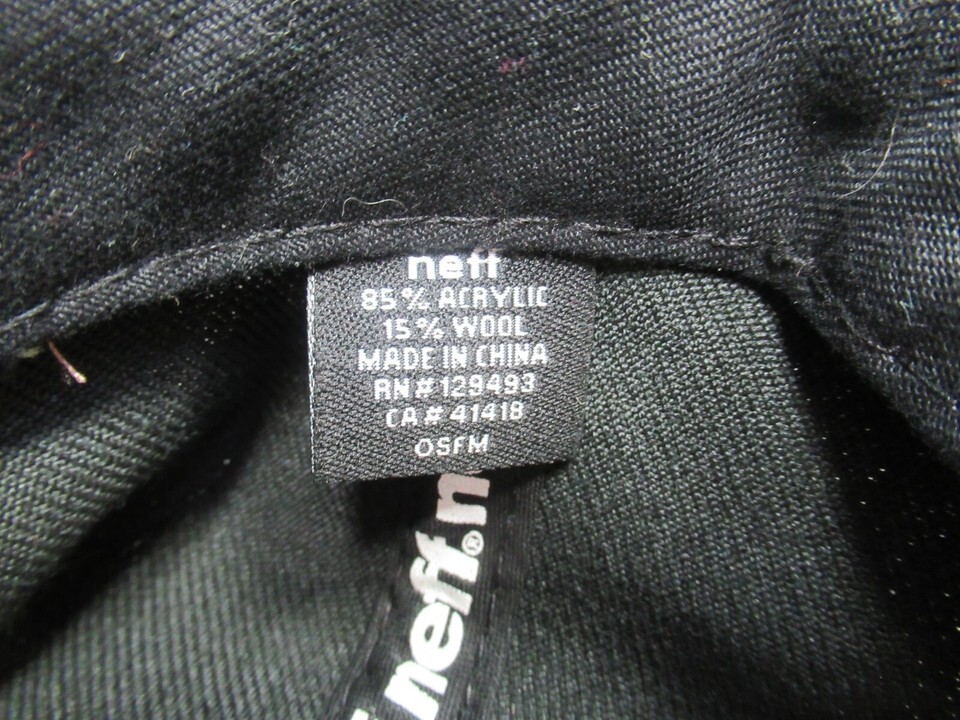 neff
85% ACRYLIC
15% WOOL
MADE IN CHINA
RN# 129493
CA# 41418
OSFM
neff®